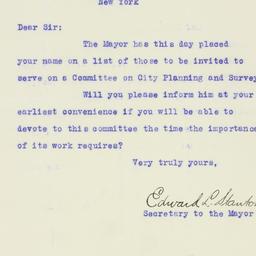 New York
Dear Sir:
The Mayor has this day placed
your name on a list of those to be invited to
serve on a Committee on City Planning and Survey
Will you please inform him at your
earliest convenience if you will be able to
devote to this committee the time the importance
of its work requires?
Very truly yours,
Edward L. Stanton
Secretary to the Mayor